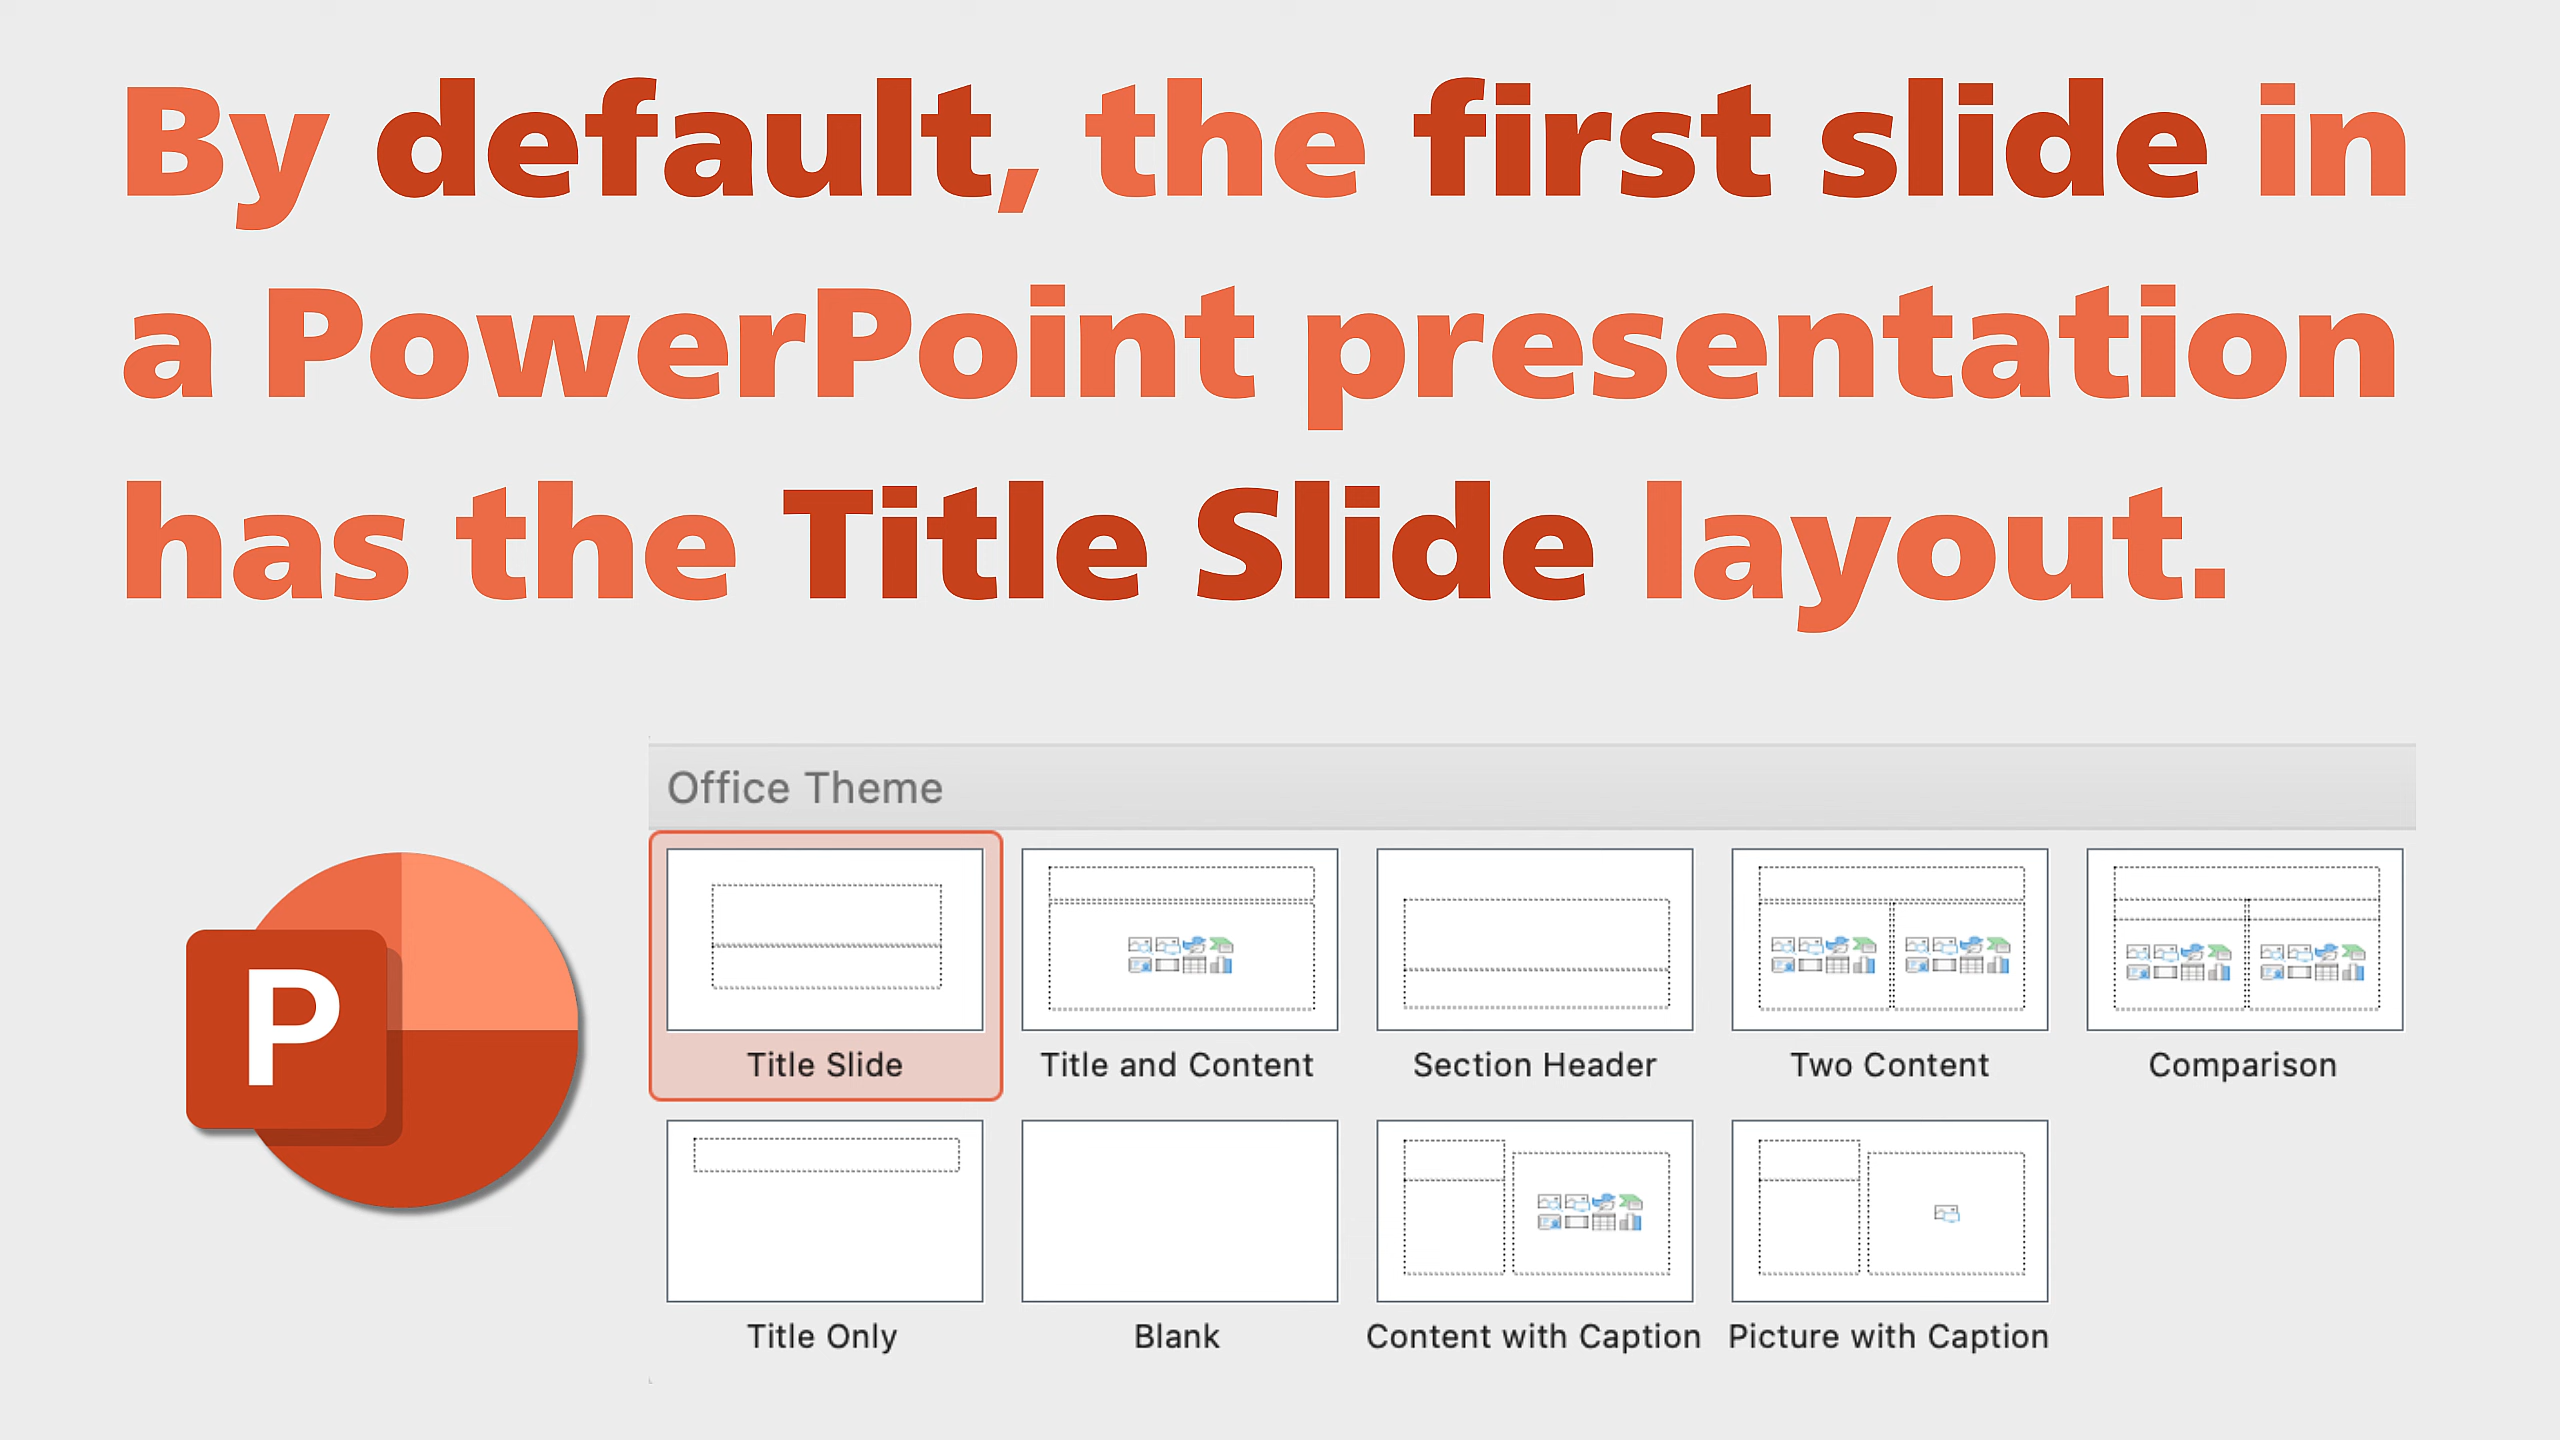 By default, the first slide in
a PowerPoint presentation
has the Title Slide layout.
Office Theme
P
Title Slide
Title and Content
Section Header
Two Content
Comparison
Title Only
Blank
Content with Caption
Picture with Caption